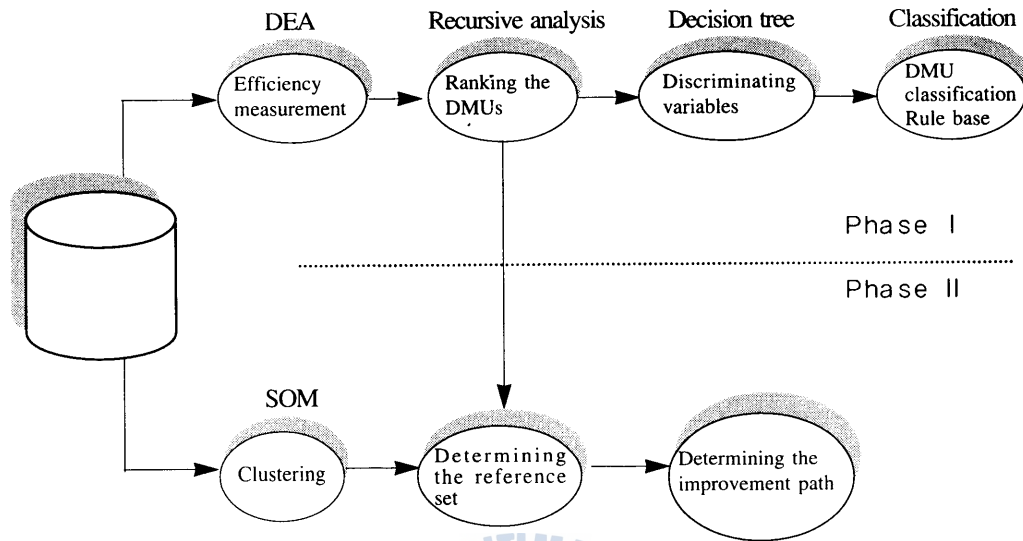 DEA
Recursive analysis
Decision tree
Classification
Efficiency
measurement
Ranking the
DMUs
Discriminating
variables
DMU
classification
Rule base
Phase I
Phase II
SOM
Clustering
Determining
the reference
set
Determining the
improvement path